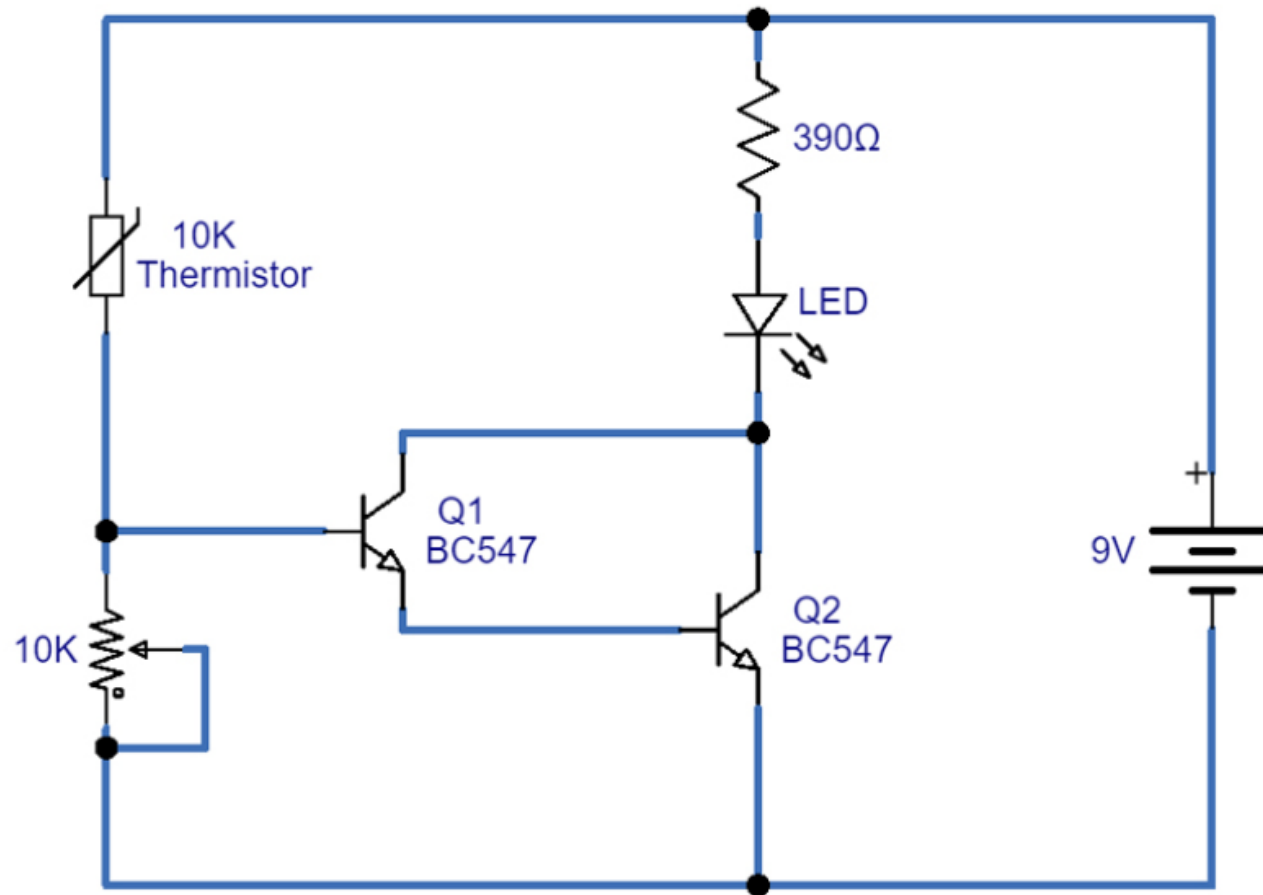 390Ω
10K
Thermistor
LED
Q1
BC547
+
9V
Q2
BC547
10K